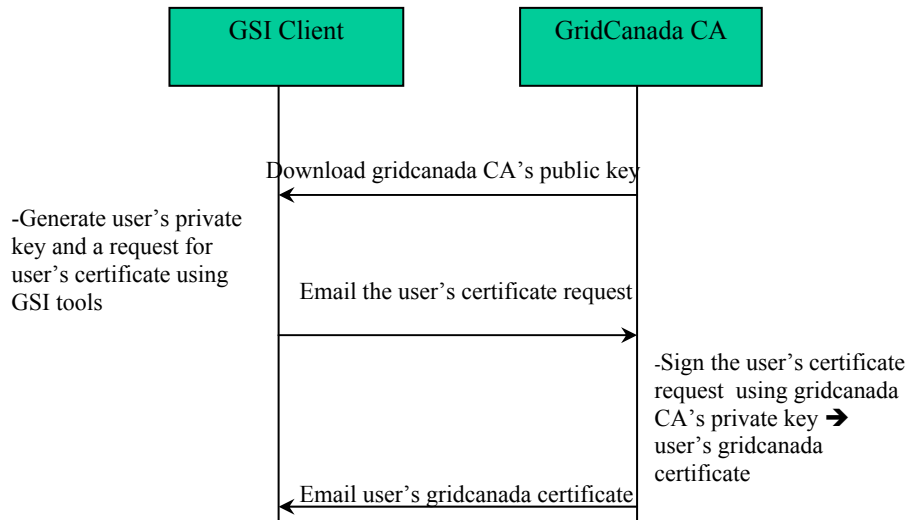 GSI Client
GridCanada CA
Download gridcanada CA’s public key
-Generate user’s private
key and a request for
user’s certificate using
GSI tools
Email the user’s certificate request
-Sign the user’s certificate
request using gridcanada
CA’s private key ➔
user’s gridcanada
certificate
Email user’s gridcanada certificate